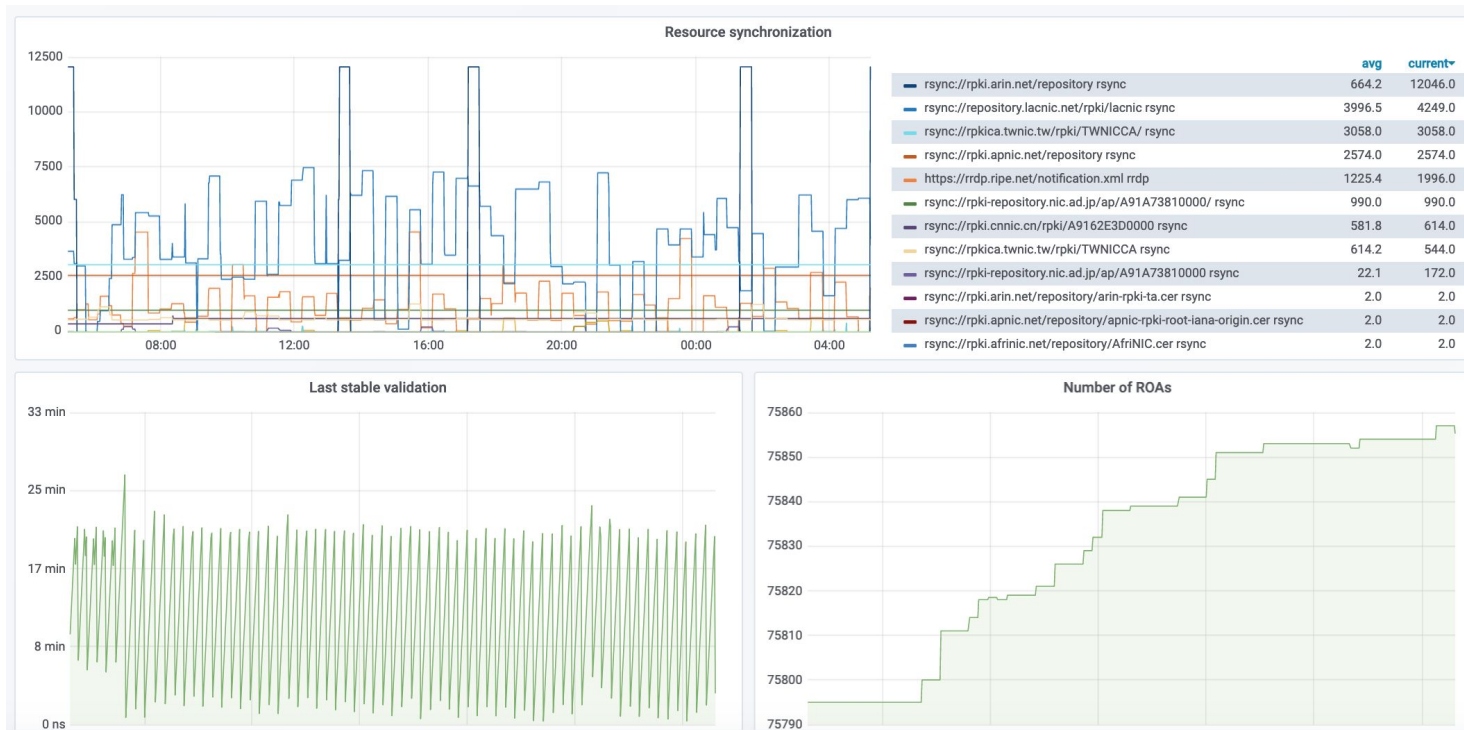 Resource synchronization
12500
10000
7500
5000
2500
0
08:00 12:00 16:00 20:00 00:00 04:00
avg current
rsync://rpki.arin.net/repository rsync 664.2 12046.0
rsync://repository.lacnic.net/rpki/lacnic rsync 3996.5 4249.0
rsync://rpkica.twnic.tw/rpki/TWNICCA/ rsync 3058.0 3058.0
rsync://rpki.apnic.net/repository rsync 2574.0 2574.0
https://rrdp.ripe.net/notification.xml rrdp 1225.4 1996.0
rsync://rpki-repository.nic.ad.jp/ap/A91A73810000/ rsync 990.0 990.0
rsync://rpki.cnnic.cn/rpki/A9162E3D0000 rsync 581.8 614.0
rsync://rpkica.twnic.tw/rpki/TWNICCA rsync 614.2 544.0
rsync://rpki-repository.nic.ad.jp/ap/A91A73810000 rsync 22.1 172.0
rsync://rpki.arin.net/repository/arin-rpki-ta.cer rsync 2.0 2.0
rsync://rpki.apnic.net/repository/apnic-rpki-root-iana-origin.cer rsync 2.0 2.0
rsync://rpki.afrinic.net/repository/AfriNIC.cer rsync 2.0 2.0
Last stable validation
33 min
25 min
17 min
8 min
0 ns
Number of ROAs
75860
75850
75840
75830
75820
75810
75800
75790